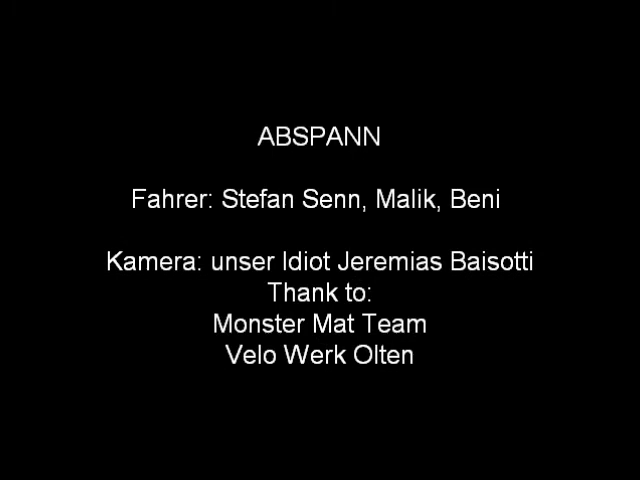 ABSPANN
Fahrer: Stefan Senn, Malik, Beni
Kamera: unser Idiot Jeremias Baisotti
Thank to:
Monster Mat Team
Velo Werk Olten